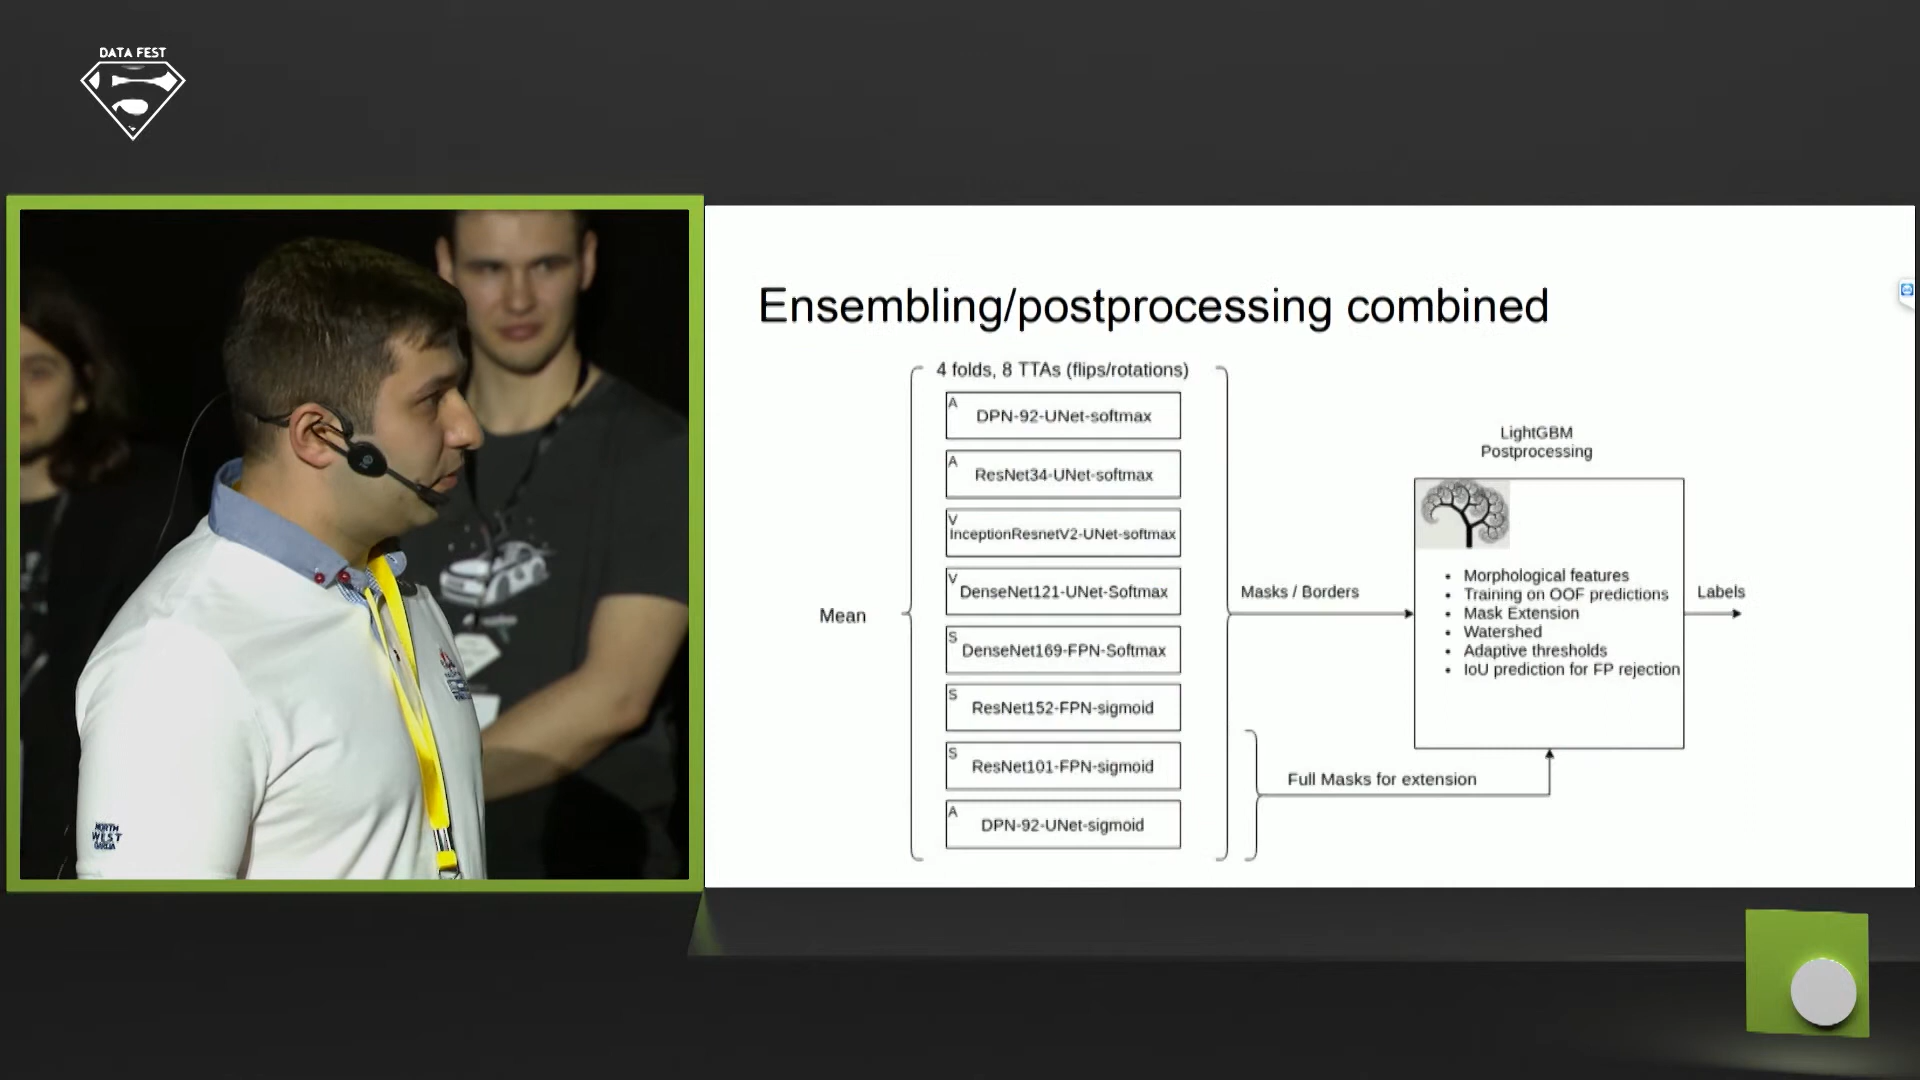 DATA FEST
Ensembling/postprocessing combined
4 folds, 8 TTAs (flips/rotations)
A
DPN-92-UNet-softmax
A
ResNet34-UNet-softmax
V
InceptionResnetV2-UNet-softmax
V
DenseNet121-UNet-Softmax
S
DenseNet169-FPN-Softmax
S
ResNet152-FPN-sigmoid
S
ResNet101-FPN-sigmoid
A
DPN-92-UNet-sigmoid
Mean
Masks / Borders
Full Masks for extension
LightGBM
Postprocessing
• Morphological features
• Training on OOF predictions
• Mask Extension
• Watershed
• Adaptive thresholds
• IoU prediction for FP rejection
Labels
NORTH
WEST